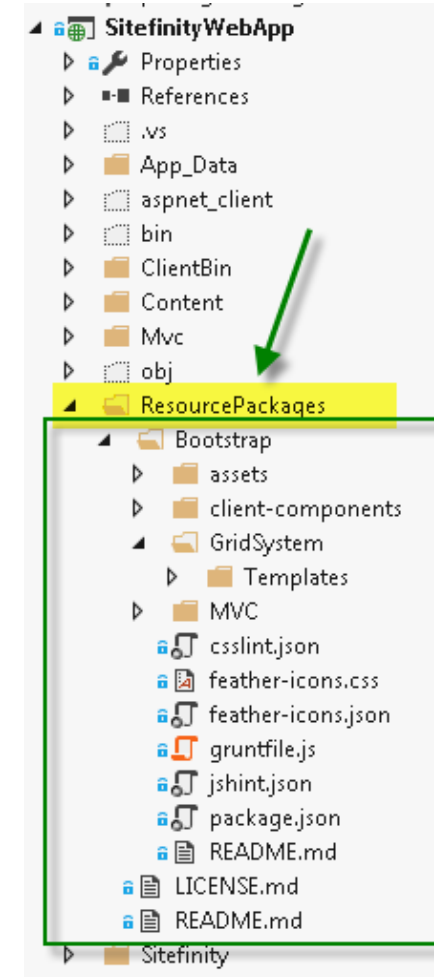 SitefinityWebApp
Properties
References
.vs
App_Data
aspnet_client
bin
ClientBin
Content
Mvc
obj
ResourcePackages
Bootstrap
assets
client-components
GridSystem
Templates
MVC
csslint.json
feather-icons.css
feather-icons.json
gruntfile.js
jshint.json
package.json
README.md
LICENSE.md
README.md
Sitefinity